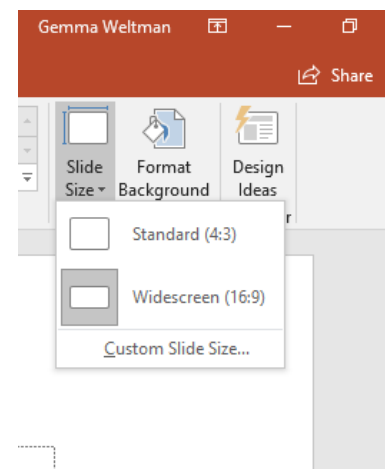 Gemma Weltman
Share
Slide Size
Format Background
Design Ideas
r
Standard (4:3)
Widescreen (16:9)
Custom Slide Size...